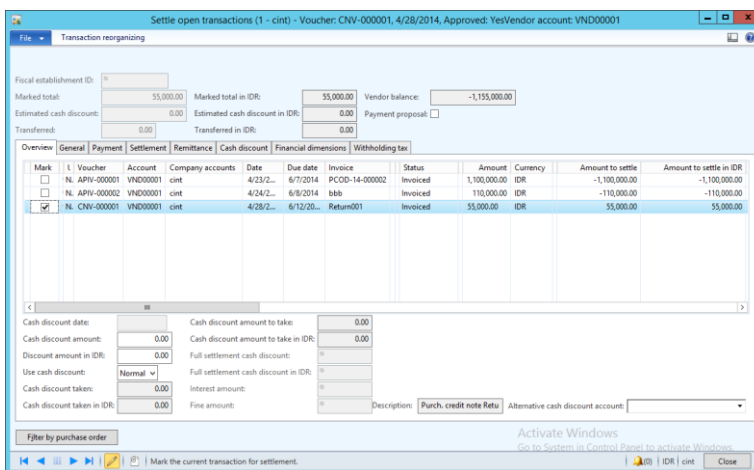 Settle open transactions (1 - cint) - Voucher: CNV-000001, 4/28/2014, Approved: YesVendor account: VND00001
File Transaction reorganizing
Fiscal establishment ID:
Marked total: 55,000.00 Marked total in IDR: 55,000.00 Vendor balance: -1,155,000.00
Estimated cash discount: 0.00 Estimated cash discount in IDR: 0.00 Payment proposal:
Transferred: 0.00 Transferred in IDR: 0.00
Overview General Payment Settlement Remittance Cash discount Financial dimensions Withholding tax
Mark Voucher Account Company accounts Date Due date Invoice Status Amount Currency Amount to settle Amount to settle in IDR
N. APIV-000001 VND00001 cint 4/23/2... 6/7/2014 PCOD-14-000002 Invoiced 1,100,000.00 IDR -1,100,000.00 -1,100,000.00
N. APIV-000002 VND00001 cint 4/24/2... 6/8/2014 bbb Invoiced 110,000.00 IDR -110,000.00 -110,000.00
N. CNV-000001 VND00001 cint 4/28/2... 6/12/20... Return001 Invoiced 55,000.00 IDR 55,000.00 55,000.00
Cash discount date: Cash discount amount to take: 0.00
Cash discount amount: 0.00 Cash discount amount to take in IDR: 0.00
Discount amount in IDR: 0.00 Full settlement cash discount:
Use cash discount: Normal Full settlement cash discount in IDR:
Cash discount taken: 0.00 Interest amount:
Cash discount taken in IDR: 0.00 Fine amount: Description: Purch. credit note Retu Alternative cash discount account:
Filter by purchase order
Activate Windows
Go to System in Control Panel to activate Windows.
Mark the current transaction for settlement. (0) IDR cint Close